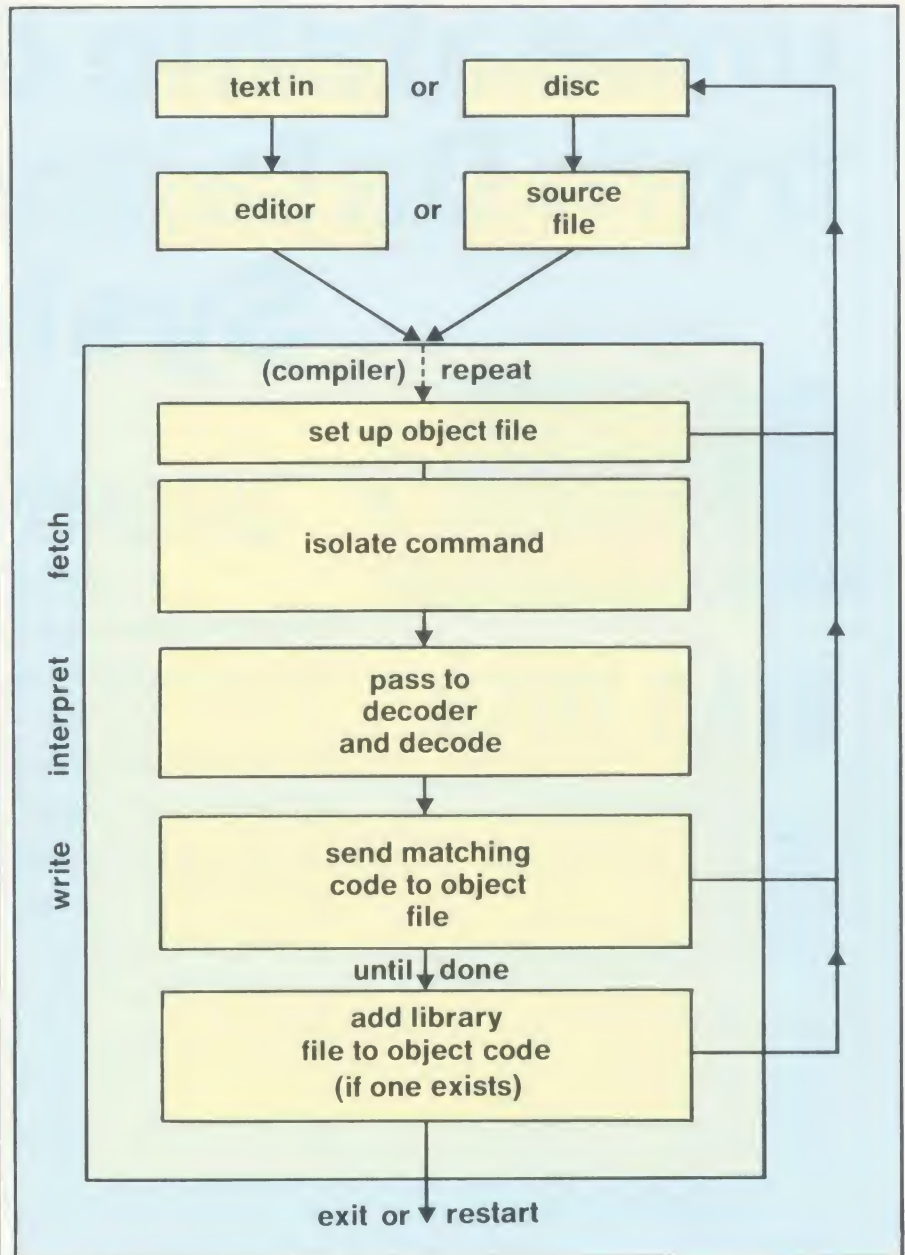 text in or disc
editor or source
file
(compiler) repeat
set up object file
isolate command
pass to
decoder
and decode
send matching
code to object
file
until done
add library
file to object code
(if one exists)
exit or restart
write interpret fetch